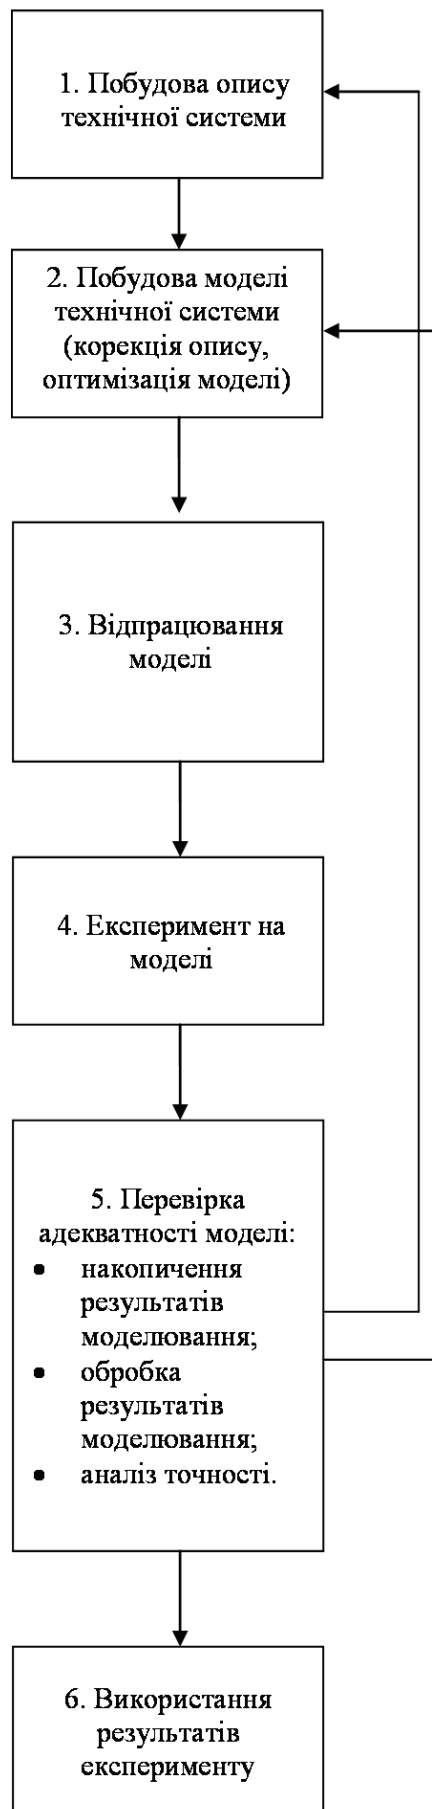 1. Побудова опису
технічної системи
2. Побудова моделі
технічної системи
(корекція опису,
оптимізація моделі)
3. Відпрацювання
моделі
4. Експеримент на
моделі
5. Перевірка
адекватності моделі:
• накопичення
результатів
моделювання;
• обробка
результатів
моделювання;
• аналіз точності.
6. Використання
результатів
експерименту